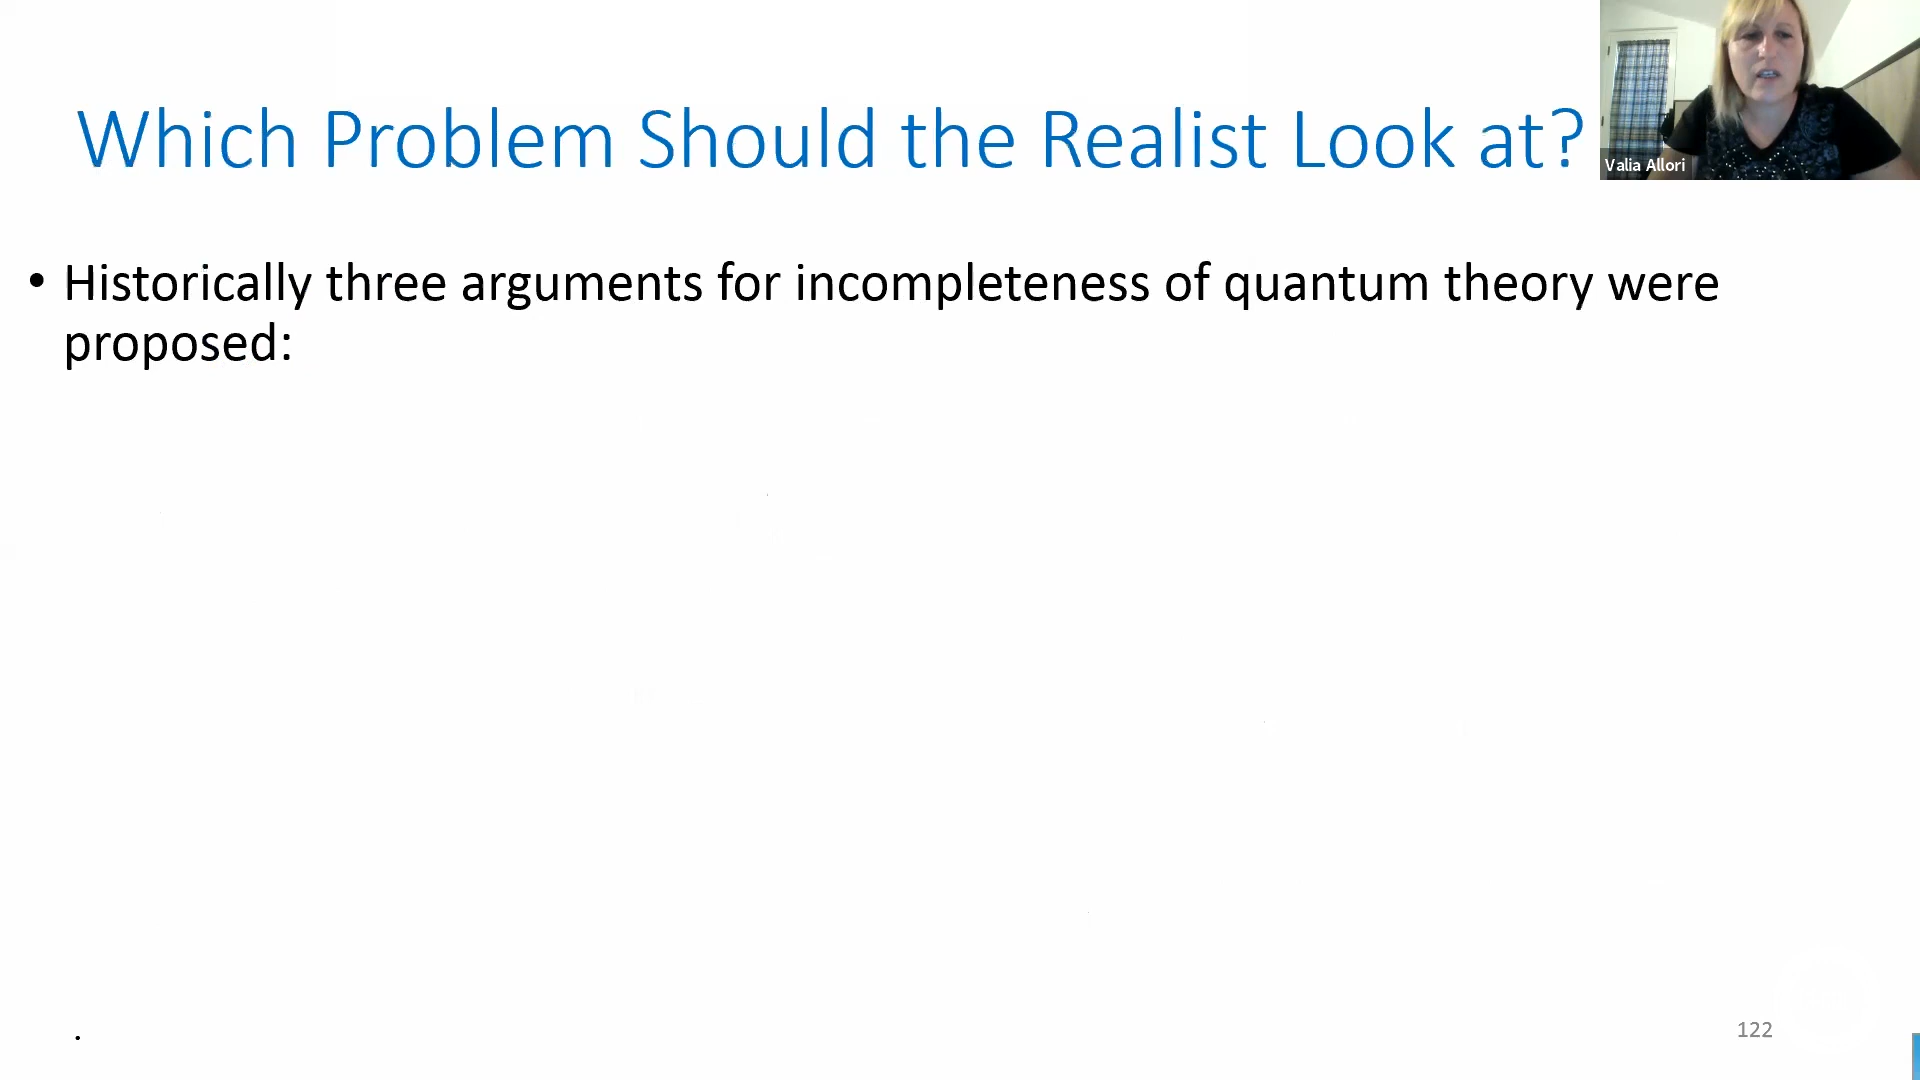 Which Problem Should the Realist Look at?
Valia Allori
• Historically three arguments for incompleteness of quantum theory were
proposed:
.
122